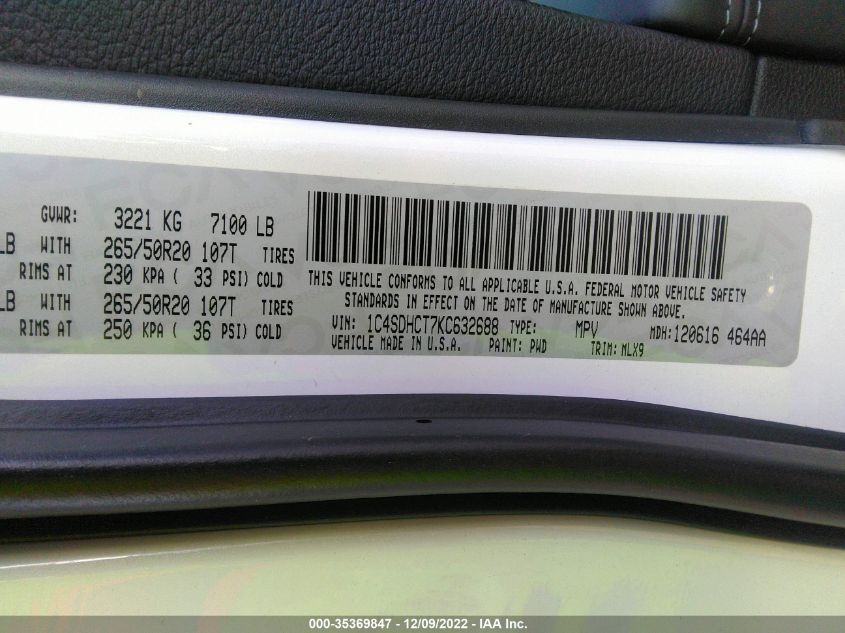 GVWR: 3221 KG 7100 LB
LB WITH 265/50R20 107T TIRES
RIMS AT 230 KPA ( 33 PSI) COLD
LB WITH 265/50R20 107T TIRES
RIMS AT 250 KPA ( 36 PSI) COLD
THIS VEHICLE CONFORMS TO ALL APPLICABLE U.S.A. FEDERAL MOTOR VEHICLE SAFETY
STANDARDS IN EFFECT ON THE DATE OF MANUFACTURE SHOWN ABOVE.
VIN: 1C4SDHCT7KC632688 TYPE: MPV MDH:120616 464AA
VEHICLE MADE IN U.S.A. PAINT: PWD TRIM: MLX9
000-35369847 - 12/09/2022 - IAA Inc.